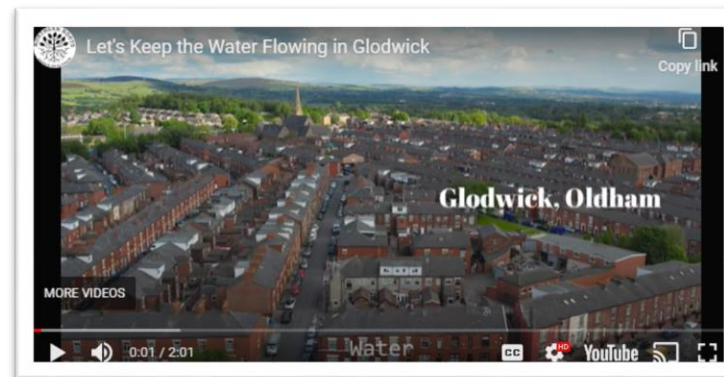 Let's Keep the Water Flowing in Glodwick
Copy link
Glodwick, Oldham
MORE VIDEOS
Water
0:01 / 2:01
CC
HD
YouTube